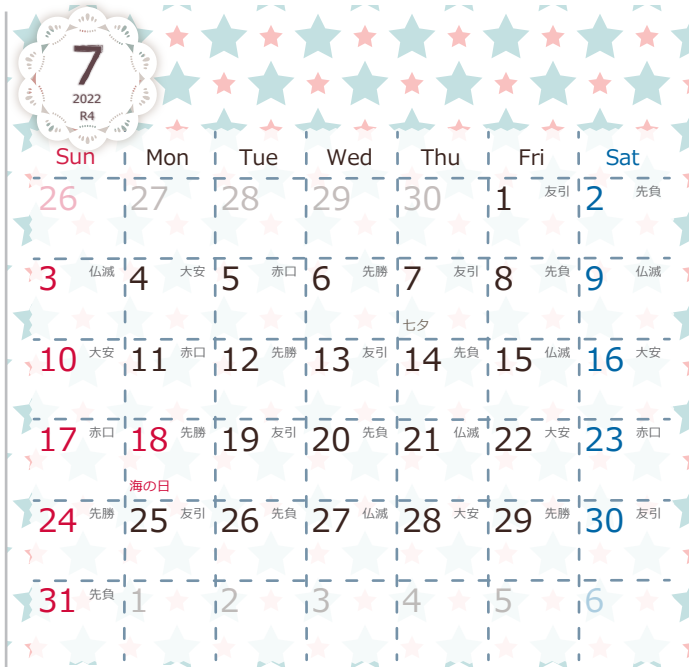 7
2022
R4
Sun Mon Tue Wed Thu Fri Sat
26 27 28 29 30 1 友引 2 先負
3 仏滅 4 大安 5 赤口 6 先勝 7 友引 8 先負 9 仏滅
七夕
10 大安 11 赤口 12 先勝 13 友引 14 先負 15 仏滅 16 大安
17 赤口 18 先勝 19 友引 20 先負 21 仏滅 22 大安 23 赤口
海の日
24 先勝 25 友引 26 先負 27 仏滅 28 大安 29 先勝 30 友引
31 先負 1 2 3 4 5 6